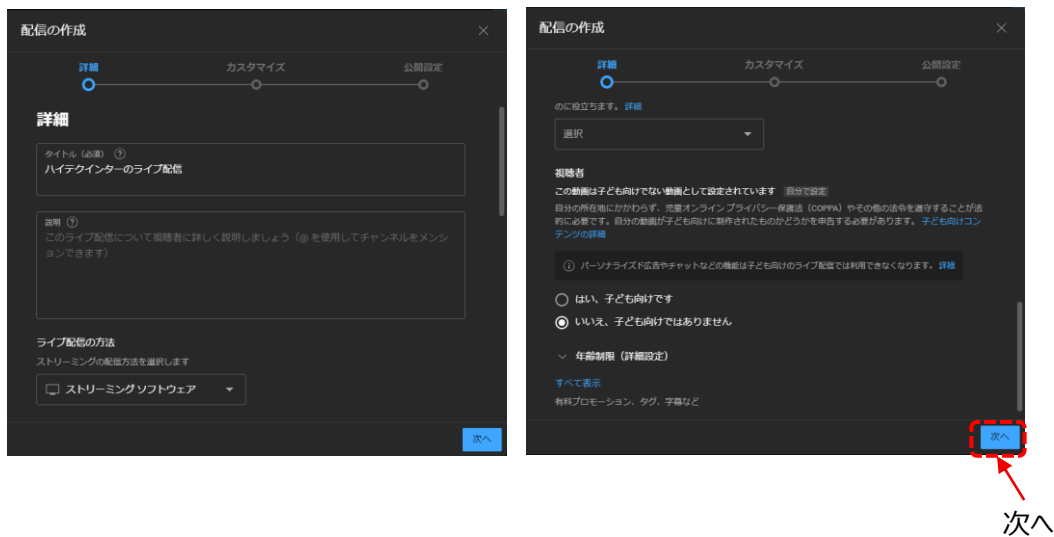 配信の作成
詳細
カスタマイズ
公開設定
詳細
タイトル（必須）
ハイテクインターのライブ配信
説明
このライブ配信について視聴者に詳しく説明しましょう（@ を使用してチャンネルをメンシ
ョンできます）
ライブ配信の方法
ストリーミングの配信方法を選択します
ストリーミング ソフトウェア
次へ
配信の作成
詳細
カスタマイズ
公開設定
のに役立ちます。 詳細
選択
視聴者
この動画は子ども向けでない動画として設定されています 自分で設定
自分の所在地にかかわらず、児童オンライン プライバシー保護法（COPPA）やその他の法令を遵守することが法
的に必要です。自分の動画が子ども向けに制作されたものかどうかを申告する必要があります。 子ども向けコン
テンツの詳細
パーソナライズド広告やチャットなどの機能は子ども向けのライブ配信では利用できなくなります。 詳細
はい、子ども向けです
いいえ、子ども向けではありません
年齢制限（詳細設定）
すべて表示
有料プロモーション、タグ、字幕など
次へ
次へ